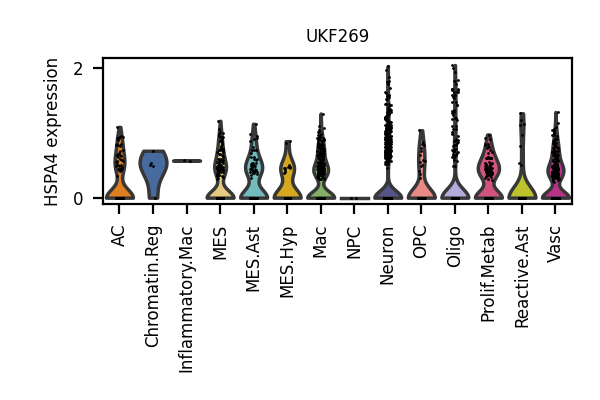 UKF269
HSPA4 expression
2
0
AC
Chromatin.Reg
Inflammatory.Mac
MES
MES.Ast
MES.Hyp
Mac
NPC
Neuron
OPC
Oligo
Prolif.Metab
Reactive.Ast
Vasc